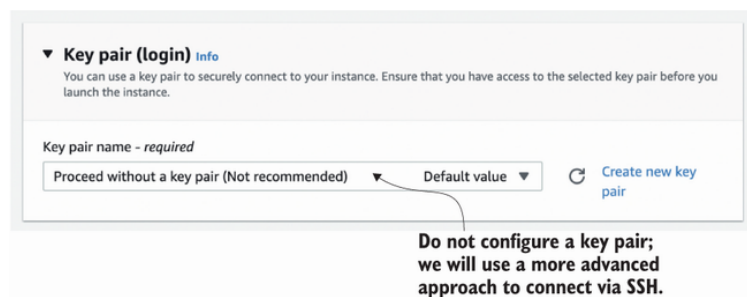 Key pair (login) Info
You can use a key pair to securely connect to your instance. Ensure that you have access to the selected key pair before you
launch the instance.
Key pair name - required
Proceed without a key pair (Not recommended) Default value
Create new key
pair
Do not configure a key pair;
we will use a more advanced
approach to connect via SSH.